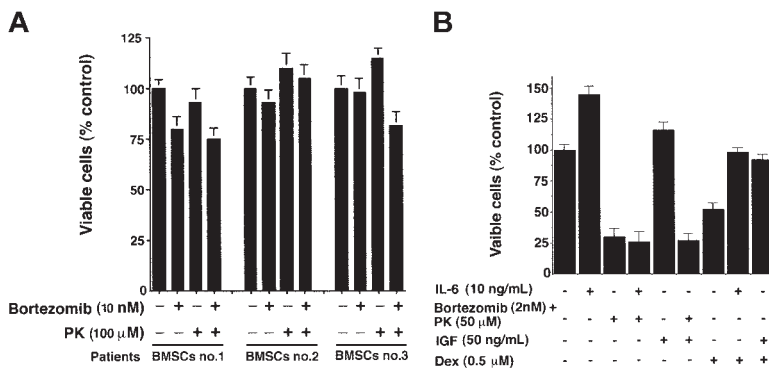 A
Viable cells (% control)
125
100
75
50
25
0
Bortezomib (10 nM) - + - + - + - + - + - +
PK (100 μM) - - + + - - + + - - + +
Patients BMSCs no.1 BMSCs no.2 BMSCs no.3
B
Vaible cells (% control)
150
100
50
25
0
IL-6 (10 ng/mL) - + - + - - - + -
Bortezomib (2nM) +
PK (50 μM) - - + + - + - - -
IGF (50 ng/mL) - - - - + + - - +
Dex (0.5 μM) - - - - - - + + +